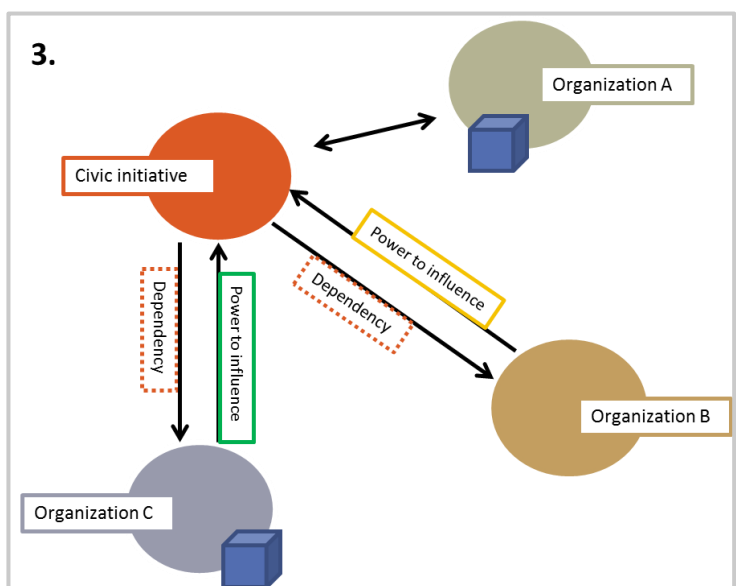 3.
Organization A
Civic initiative
Power to influence
Dependency
Dependency
Power to influence
Organization B
Organization C